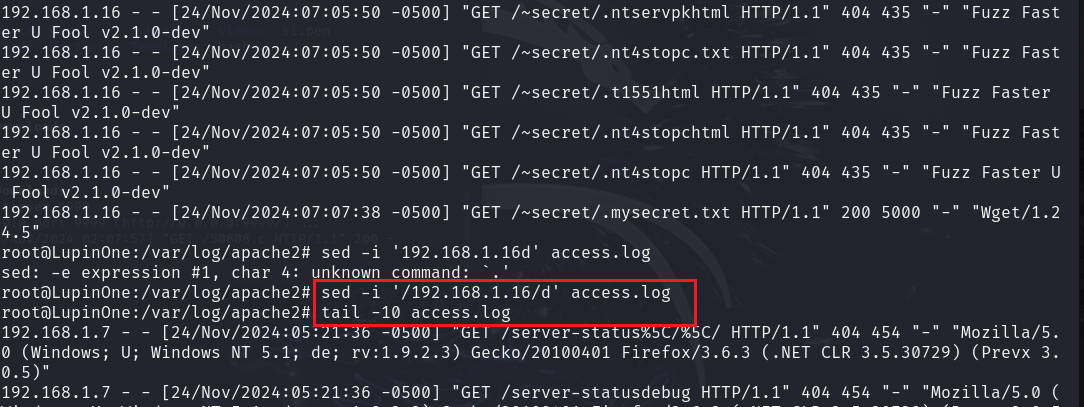 192.168.1.16 - - [24/Nov/2024:07:05:50 -0500] "GET /~secret/.ntservpkhtml HTTP/1.1" 404 435 "-" "Fuzz Fast
er U Fool v2.1.0-dev"
192.168.1.16 - - [24/Nov/2024:07:05:50 -0500] "GET /~secret/.nt4stopc.txt HTTP/1.1" 404 435 "-" "Fuzz Fast
er U Fool v2.1.0-dev"
192.168.1.16 - - [24/Nov/2024:07:05:50 -0500] "GET /~secret/.t1551html HTTP/1.1" 404 435 "-" "Fuzz Faster
U Fool v2.1.0-dev"
192.168.1.16 - - [24/Nov/2024:07:05:50 -0500] "GET /~secret/.nt4stopchtml HTTP/1.1" 404 435 "-" "Fuzz Fast
er U Fool v2.1.0-dev"
192.168.1.16 - - [24/Nov/2024:07:05:50 -0500] "GET /~secret/.nt4stopc HTTP/1.1" 404 435 "-" "Fuzz Faster U
 Fool v2.1.0-dev"
192.168.1.16 - - [24/Nov/2024:07:07:38 -0500] "GET /~secret/.mysecret.txt HTTP/1.1" 200 5000 "-" "Wget/1.2
4.5"
root@LupinOne:/var/log/apache2# sed -i '192.168.1.16d' access.log
sed: -e expression #1, char 4: unknown command: `.'
root@LupinOne:/var/log/apache2# sed -i '/192.168.1.16/d' access.log
root@LupinOne:/var/log/apache2# tail -10 access.log
192.168.1.7 - - [24/Nov/2024:05:21:36 -0500] "GET /server-status%5C/%5C/ HTTP/1.1" 404 454 "-" "Mozilla/5.
0 (Windows; U; Windows NT 5.1; de; rv:1.9.2.3) Gecko/20100401 Firefox/3.6.3 (.NET CLR 3.5.30729) (Prevx 3.
0.5)"
192.168.1.7 - - [24/Nov/2024:05:21:36 -0500] "GET /server-statusdebug HTTP/1.1" 404 454 "-" "Mozilla/5.0 (